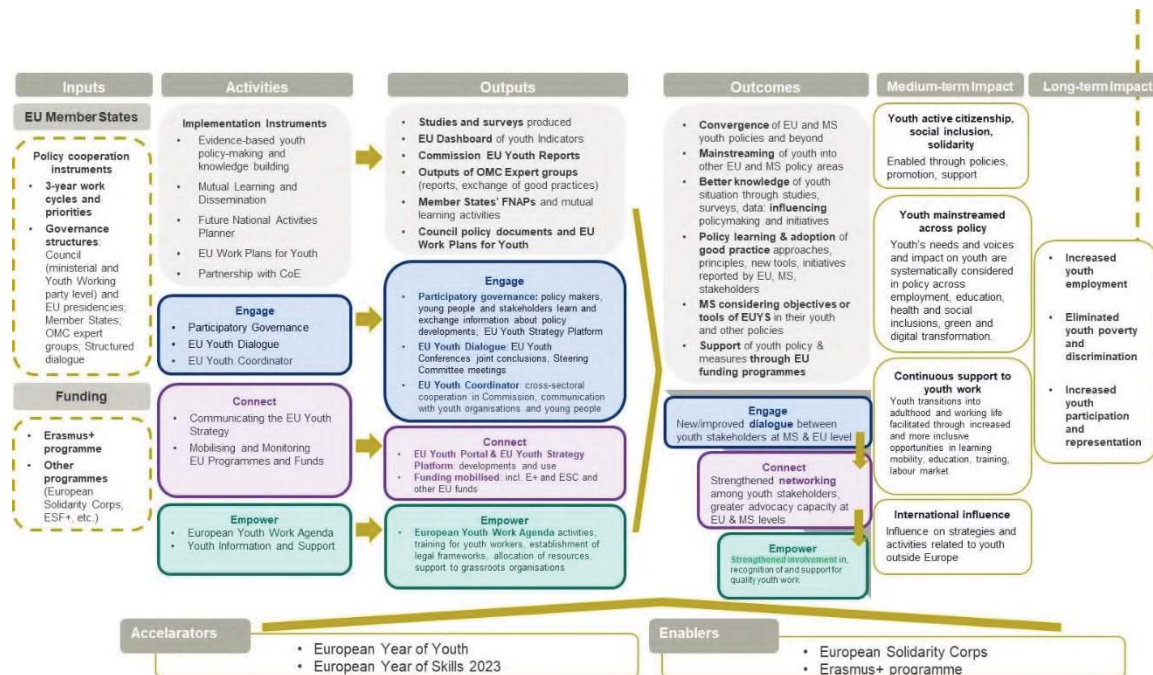 Inputs
EU Member States
Policy cooperation
instruments
• 3-year work
cycles and
priorities
• Governance
structures:
Council
(ministerial and
Youth Working
party level) and
EU presidencies;
Member States;
OMC expert
groups; Structured
dialogue
Funding
• Erasmus+
programme
• Other
programmes
(European
Solidarity Corps,
ESF+, etc.)
Activities
Implementation Instruments
• Evidence-based youth
policy-making and
knowledge building
• Mutual Learning and
Dissemination
• Future National Activities
Planner
• EU Work Plans for Youth
• Partnership with CoE
Engage
• Participatory Governance
• EU Youth Dialogue
• EU Youth Coordinator
Connect
• Communicating the EU Youth
Strategy
• Mobilising and Monitoring
EU Programmes and Funds
Empower
• European Youth Work Agenda
• Youth Information and Support
Outputs
• Studies and surveys produced
• EU Dashboard of youth Indicators
• Commission EU Youth Reports
• Outputs of OMC Expert groups
(reports, exchange of good practices)
• Member States' FNAPs and mutual
learning activities
• Council policy documents and EU
Work Plans for Youth
Engage
• Participatory governance: policy makers,
young people and stakeholders learn and
exchange information about policy
developments; EU Youth Strategy Platform
• EU Youth Dialogue: EU Youth
Conferences joint conclusions, Steering
Committee meetings
• EU Youth Coordinator: cross-sectoral
cooperation in Commission, communication
with youth organisations and young people
Connect
• EU Youth Portal & EU Youth Strategy
Platform: developments and use
• Funding mobilised: incl. E+ and ESC and
other EU funds
Empower
• European Youth Work Agenda activities,
training for youth workers, establishment of
legal frameworks, allocation of resources,
support to grassroots organisations
Outcomes
• Convergence of EU and MS
youth policies and beyond
• Mainstreaming of youth into
other EU and MS policy areas
• Better knowledge of youth
situation through studies,
surveys, data: influencing
policymaking and initiatives
• Policy learning & adoption of
good practice approaches,
principles, new tools, initiatives
reported by EU, MS,
stakeholders
• MS considering objectives or
tools of EUYS in their youth
and other policies
• Support of youth policy &
measures through EU
funding programmes
Engage
New/improved dialogue between
youth stakeholders at MS & EU level
Connect
Strengthened networking
among youth stakeholders,
greater advocacy capacity at
EU & MS levels
Empower
Strengthened involvement in,
recognition of and support for
quality youth work
Medium-term Impact
Youth active citizenship,
social inclusion,
solidarity
Enabled through policies,
promotion, support
Youth mainstreamed
across policy
Youth's needs and voices
and impact on youth are
systematically considered
in policy across
employment, education,
health and social
inclusions, green and
digital transformation.
Continuous support to
youth work
Youth transitions into
adulthood and working life
facilitated through increased
and more inclusive
opportunities in learning
mobility, education, training,
labour market
International influence
Influence on strategies and
activities related to youth
outside Europe
Long-term Impact
• Increased
youth
employment
• Eliminated
youth poverty
and
discrimination
• Increased
youth
participation
and
representation
Accelarators
• European Year of Youth
• European Year of Skills 2023
Enablers
• European Solidarity Corps
• Erasmus+ programme